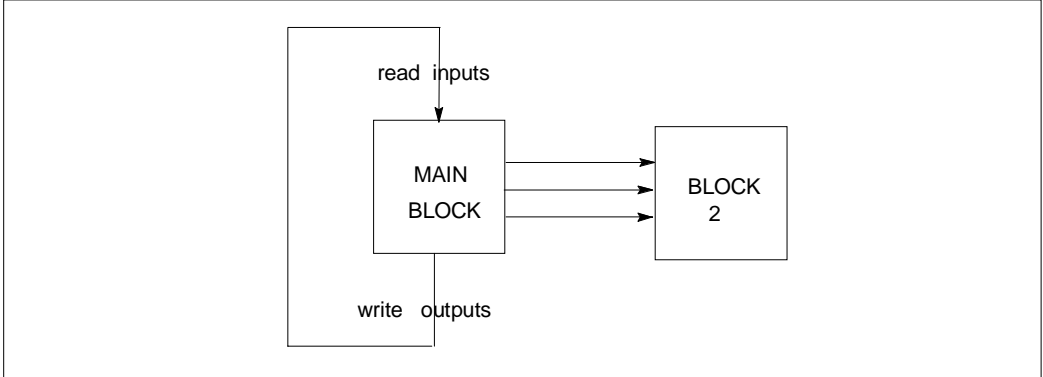 read inputs
MAIN
BLOCK
BLOCK
2
write outputs